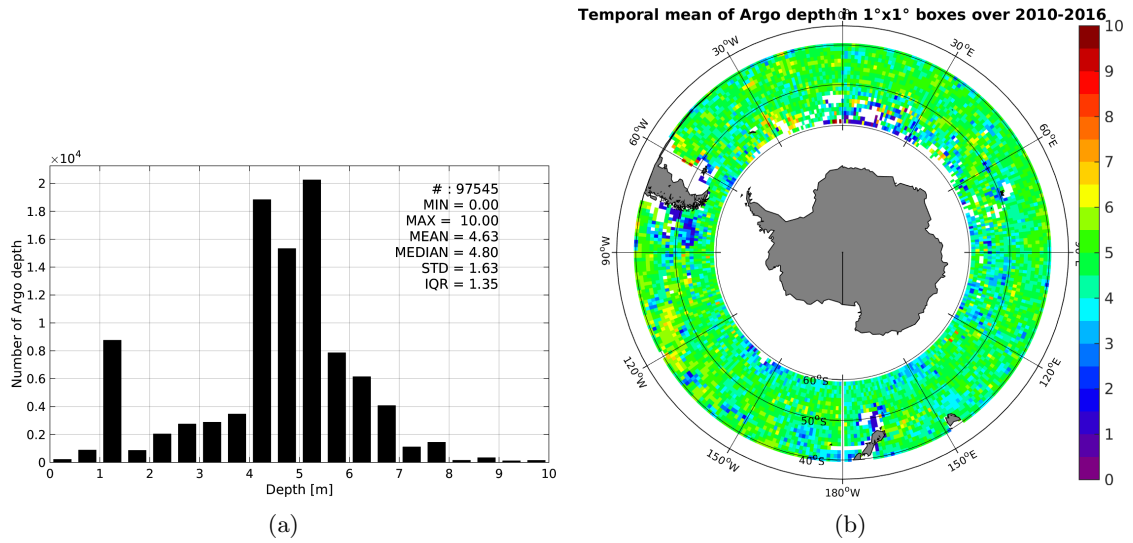 Temporal mean of Argo depth in 1°x1° boxes over 2010-2016
×10⁴
2
1.8
1.6
1.4
1.2
1
0.8
0.6
0.4
0.2
0
Number of Argo depth
# : 97545
MIN = 0.00
MAX = 10.00
MEAN = 4.63
MEDIAN = 4.80
STD = 1.63
IQR = 1.35
0 1 2 3 4 5 6 7 8 9 10
Depth [m]
(a)
30°W
30°E
60°W
60°E
90°W
120°W
120°E
150°W
150°E
180°W
60°S
50°S
40°S
10
9
8
7
6
5
4
3
2
1
0
(b)